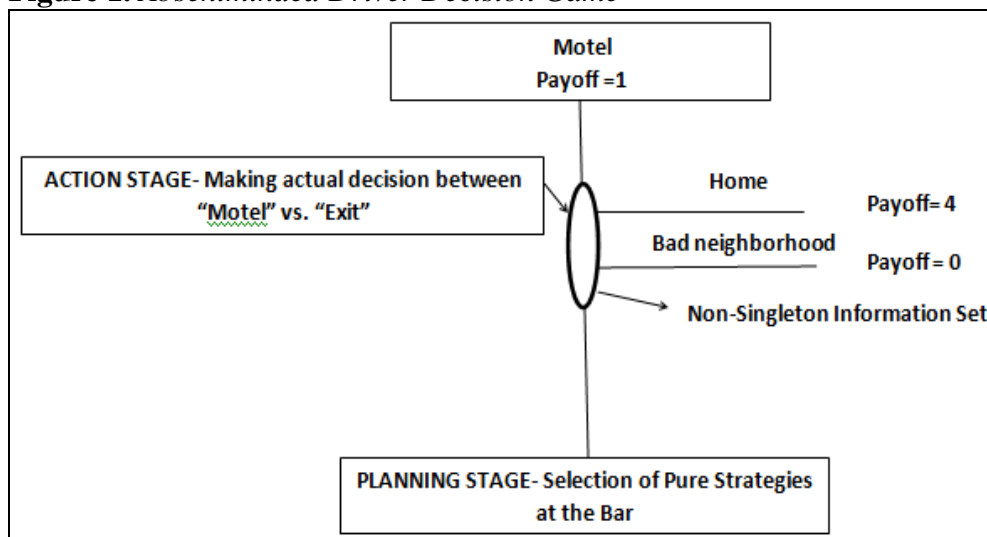 Motel
Payoff =1
ACTION STAGE- Making actual decision between
“Motel” vs. “Exit”
Home
Payoff= 4
Bad neighborhood
Payoff= 0
Non-Singleton Information Set
PLANNING STAGE- Selection of Pure Strategies
at the Bar